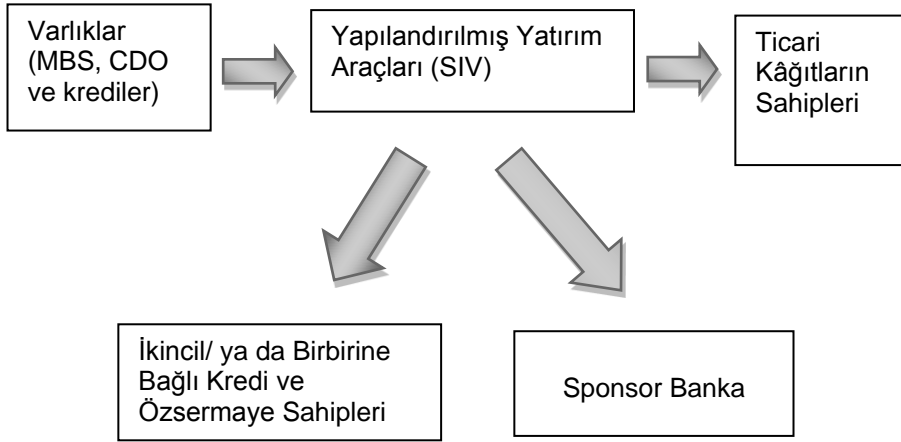 Varlıklar
(MBS, CDO
ve krediler)
Yapılandırılmış Yatırım
Araçları (SIV)
Ticari
Kâğıtların
Sahipleri
İkincil/ ya da Birbirine
Bağlı Kredi ve
Özsermaye Sahipleri
Sponsor Banka